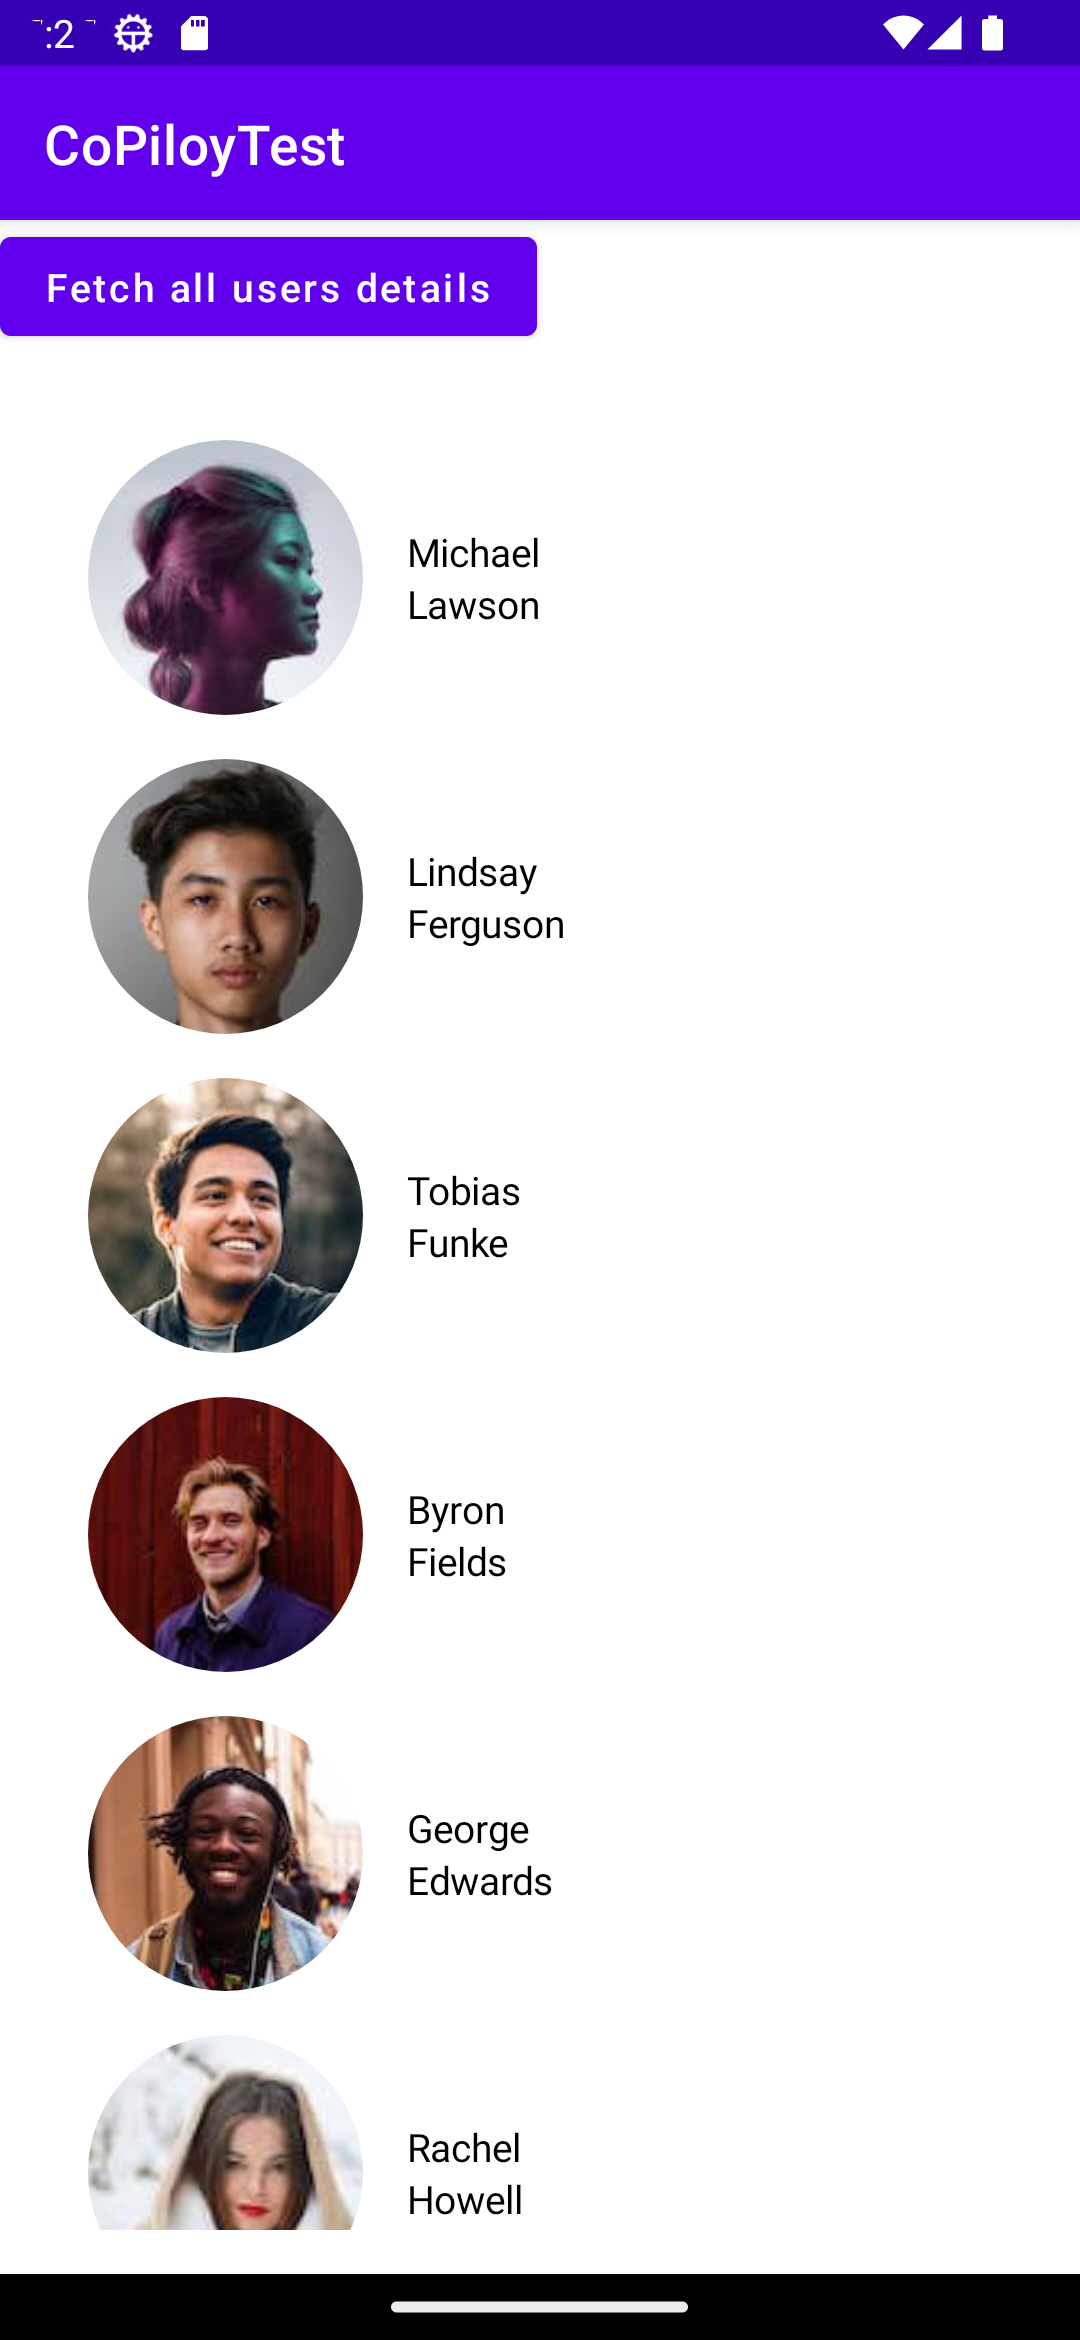 :2
CoPiloyTest
Fetch all users details
Michael
Lawson
Lindsay
Ferguson
Tobias
Funke
Byron
Fields
George
Edwards
Rachel
Howell